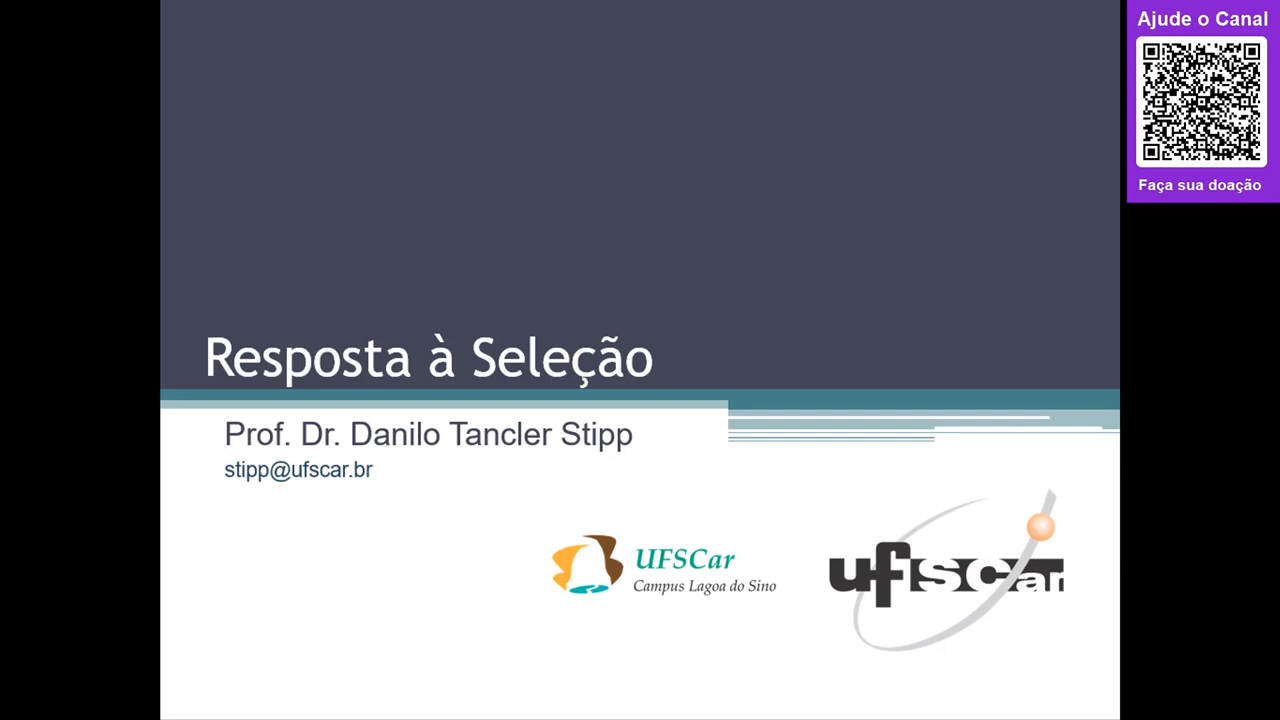 Ajude o Canal
Faça sua doação
Resposta à Seleção
Prof. Dr. Danilo Tancler Stipp
stipp@ufscar.br
UFSCar
Campus Lagoa do Sino
ufscar